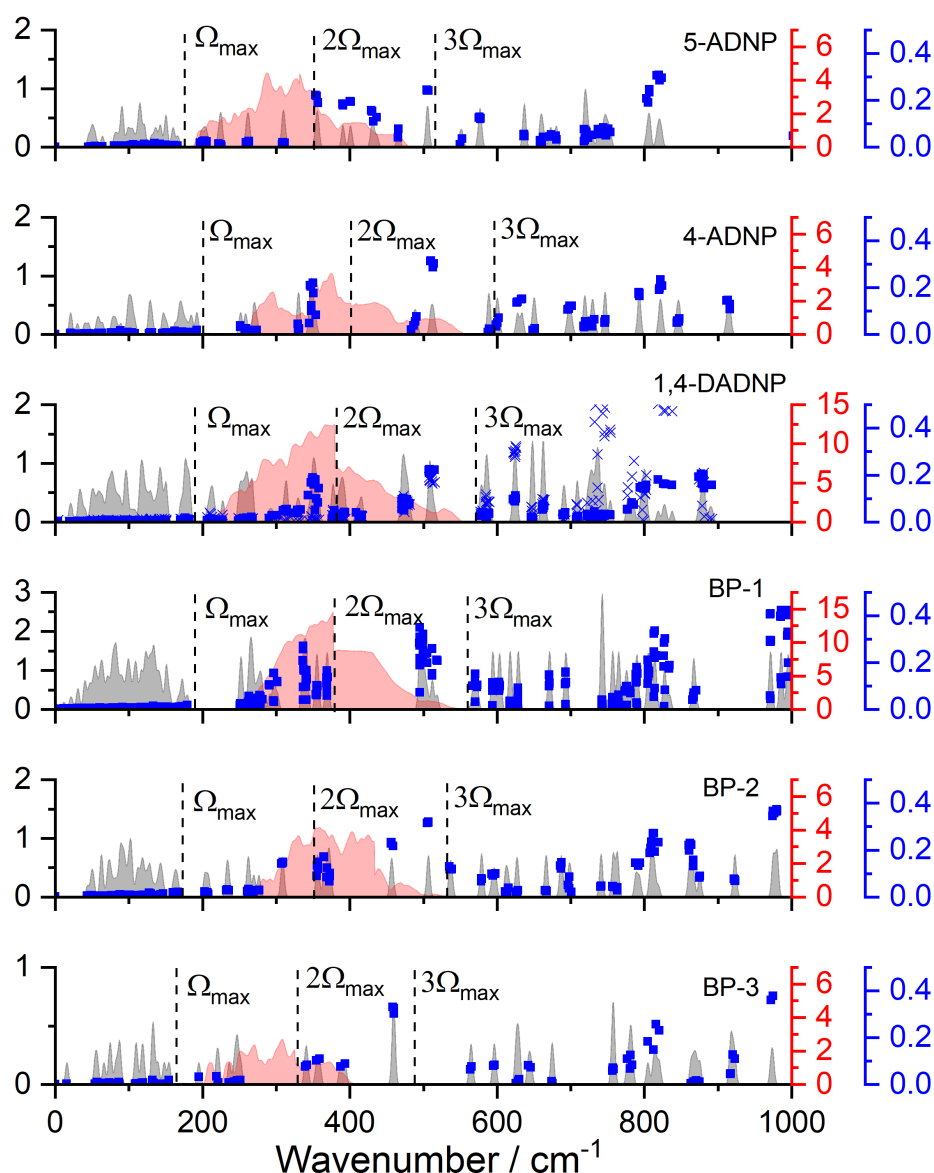 2 Ωmax 2Ωmax 3Ωmax 5-ADNP 6 0.4
1 4 0.2
2
0 0 0.0
2 Ωmax 2Ωmax 3Ωmax 4-ADNP 6 0.4
1 4 0.2
2
0 0 0.0
1,4-DADNP
2 Ωmax 2Ωmax 3Ωmax 15 0.4
1 10 0.2
5
0 0 0.0
3 Ωmax 2Ωmax 3Ωmax BP-1 15 0.4
2 10 0.2
1 5
0 0 0.0
2 Ωmax 2Ωmax 3Ωmax BP-2 6 0.4
1 4 0.2
2
0 0 0.0
1 Ωmax 2Ωmax 3Ωmax BP-3 6 0.4
4 0.2
2
0 0 0.0
0 200 400 600 800 1000
Wavenumber / cm⁻¹